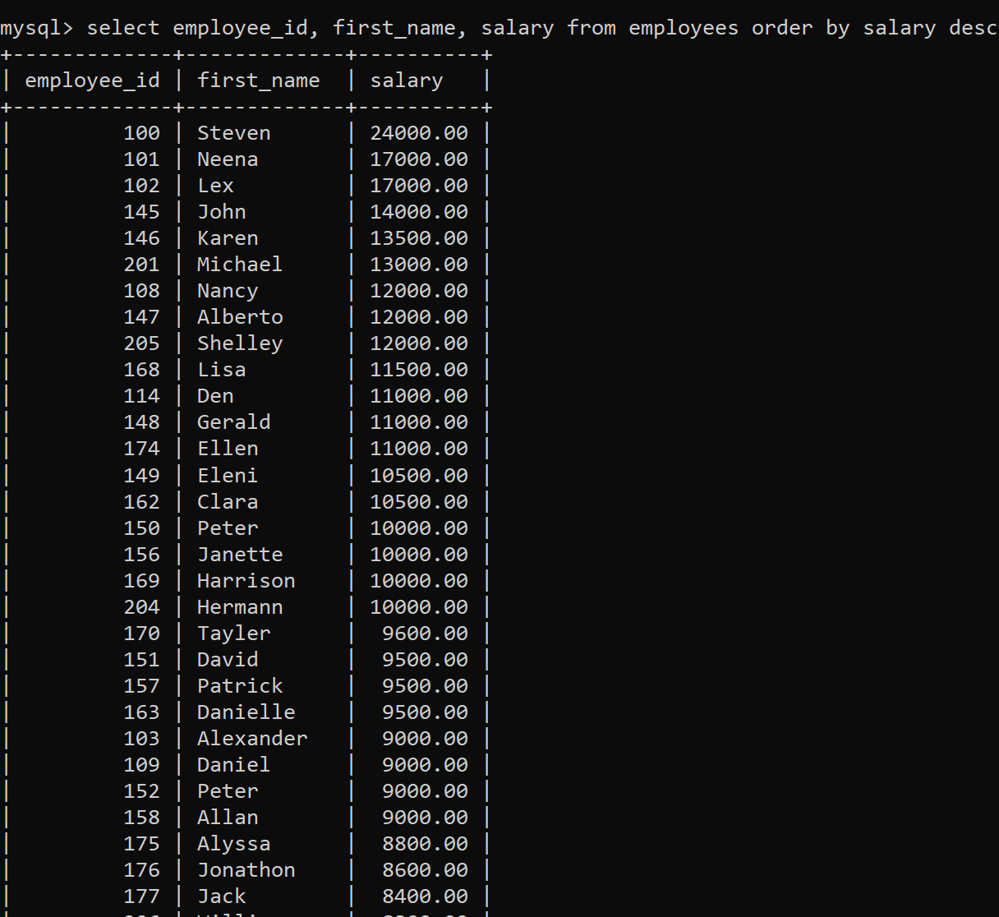 mysql> select employee_id, first_name, salary from employees order by salary desc
+-------------+-------------+----------+
| employee_id | first_name  | salary   |
+-------------+-------------+----------+
|         100 | Steven      | 24000.00 |
|         101 | Neena       | 17000.00 |
|         102 | Lex         | 17000.00 |
|         145 | John        | 14000.00 |
|         146 | Karen       | 13500.00 |
|         201 | Michael     | 13000.00 |
|         108 | Nancy       | 12000.00 |
|         147 | Alberto     | 12000.00 |
|         205 | Shelley     | 12000.00 |
|         168 | Lisa        | 11500.00 |
|         114 | Den         | 11000.00 |
|         148 | Gerald      | 11000.00 |
|         174 | Ellen       | 11000.00 |
|         149 | Eleni       | 10500.00 |
|         162 | Clara       | 10500.00 |
|         150 | Peter       | 10000.00 |
|         156 | Janette     | 10000.00 |
|         169 | Harrison    | 10000.00 |
|         204 | Hermann     | 10000.00 |
|         170 | Tayler      |  9600.00 |
|         151 | David       |  9500.00 |
|         157 | Patrick     |  9500.00 |
|         163 | Danielle    |  9500.00 |
|         103 | Alexander   |  9000.00 |
|         109 | Daniel      |  9000.00 |
|         152 | Peter       |  9000.00 |
|         158 | Allan       |  9000.00 |
|         175 | Alyssa      |  8800.00 |
|         176 | Jonathon    |  8600.00 |
|         177 | Jack        |  8400.00 |